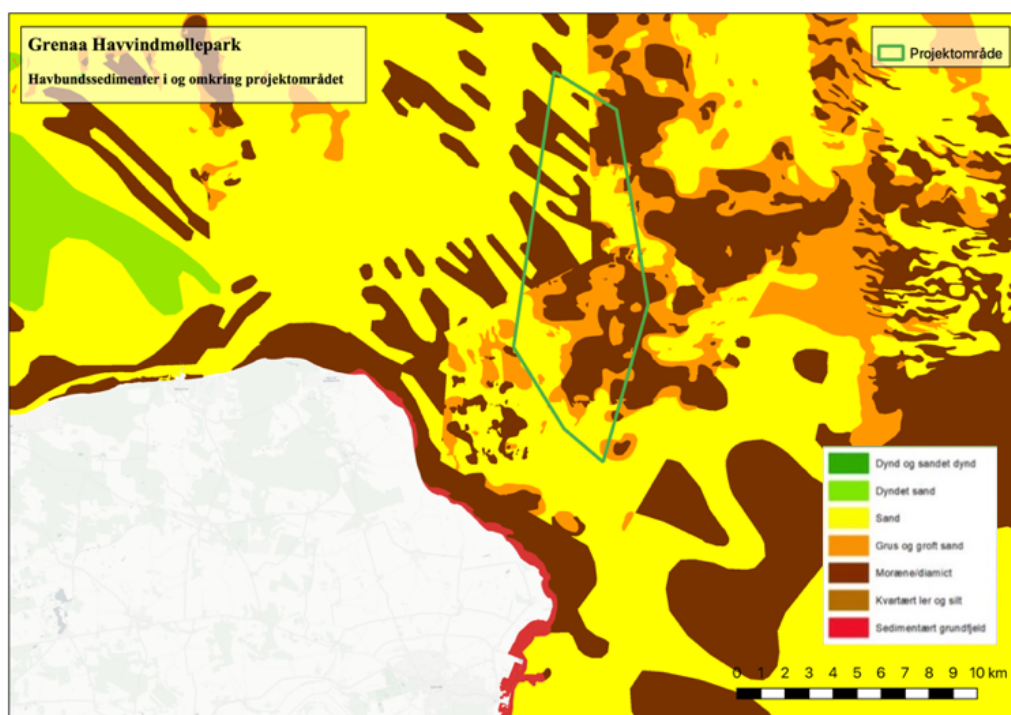 Grenaa Havvindmøllepark
Havbundssedimenter i og omkring projektområdet
Projektområde
Dynd og sandet dynd
Dyndet sand
Sand
Grus og groft sand
Moræne/diamict
Kvartært ler og silt
Sedimentært grundfjeld
0 1 2 3 4 5 6 7 8 9 10 km